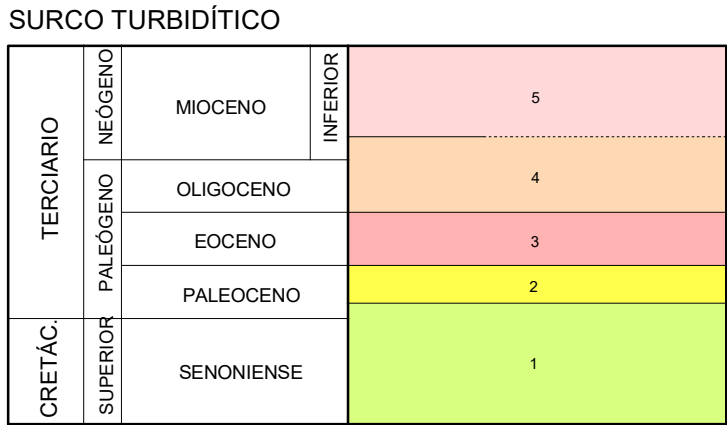 SURCO TURBIDÍTICO
TERCIARIO
NEÓGENO
MIOCENO
INFERIOR
5
PALEÓGENO
OLIGOCENO
4
EOCENO
3
PALEOCENO
2
CRETÁC.
SUPERIOR
SENONIENSE
1